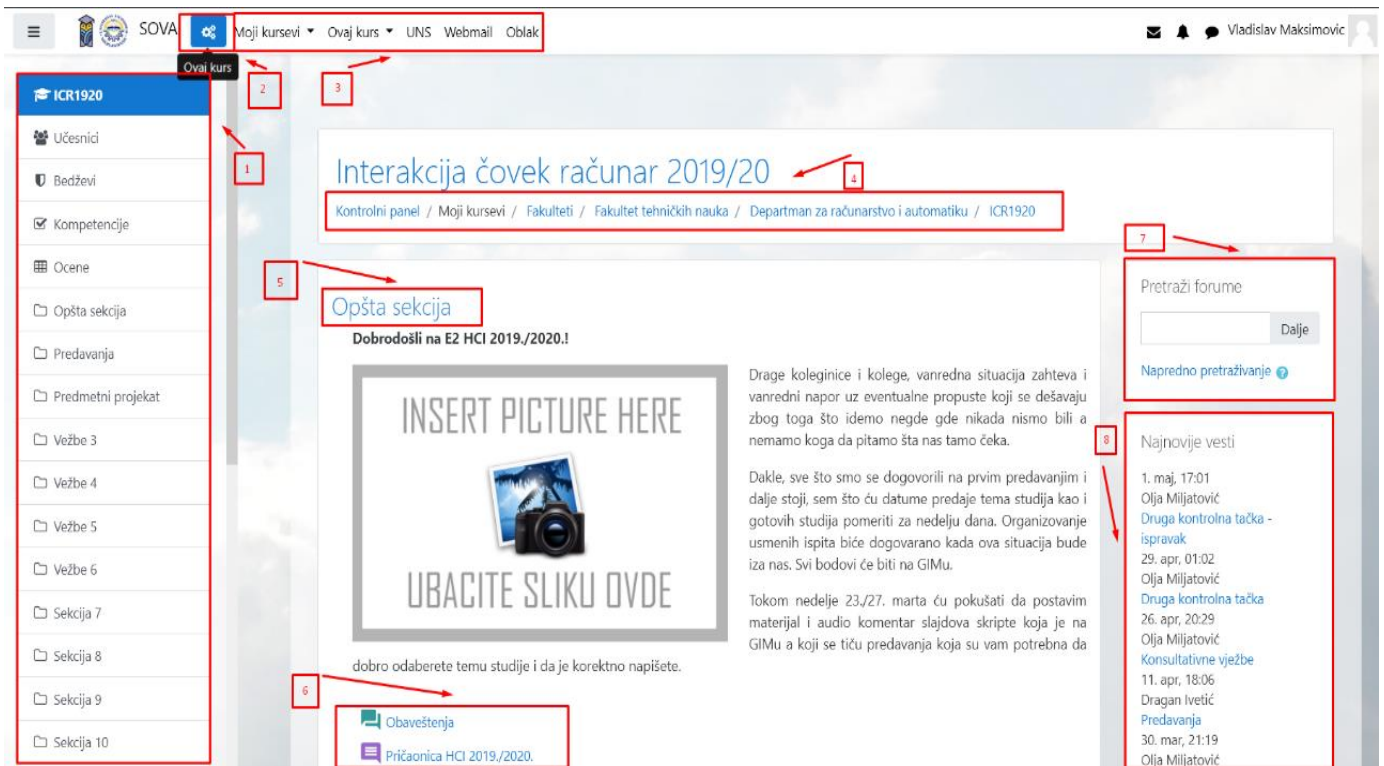 SOVA
Moji kursevi
Ovaj kurs
UNS
Webmail
Oblak
Vladislav Maksimovic
Ovaj kurs
2
3
1
ICR1920
Učesnici
Bedževi
Kompetencije
Ocene
Opšta sekcija
Predavanja
Predmetni projekat
Vežbe 3
Vežbe 4
Vežbe 5
Vežbe 6
Sekcija 7
Sekcija 8
Sekcija 9
Sekcija 10
Interakcija čovek računar 2019/20
4
Kontrolni panel / Moji kursevi / Fakulteti / Fakultet tehničkih nauka / Departman za računarstvo i automatiku / ICR1920
5
Opšta sekcija
Dobrodošli na E2 HCI 2019./2020.!
INSERT PICTURE HERE
UBACITE SLIKU OVDE
Drage koleginice i kolege, vanredna situacija zahteva i
vanredni napor uz eventualne propuste koji se dešavaju
zbog toga što idemo negde gde nikada nismo bili a
nemamo koga da pitamo šta nas tamo čeka.
Dakle, sve što smo se dogovorili na prvim predavanjim i
dalje stoji, sem što ću datume predaje tema studija kao i
gotovih studija pomeriti za nedelju dana. Organizovanje
usmenih ispita biće dogovarano kada ova situacija bude
iza nas. Svi bodovi će biti na GIMu.
Tokom nedelje 23./27. marta ću pokušati da postavim
materijal i audio komentar slajdova skripte koja je na
GIMu a koji se tiču predavanja koja su vam potrebna da
dobro odaberete temu studije i da je korektno napišete.
6
Obaveštenja
Pričaonica HCI 2019./2020.
7
Pretraži forume
Dalje
Napredno pretraživanje ?
8
Najnovije vesti
1. maj, 17:01
Olja Miljatović
Druga kontrolna tačka -
ispravak
29. apr, 01:02
Olja Miljatović
Druga kontrolna tačka
26. apr, 20:29
Olja Miljatović
Konsultativne vježbe
11. apr, 18:06
Dragan Ivetić
Predavanja
30. mar, 21:19
Olja Miljatović